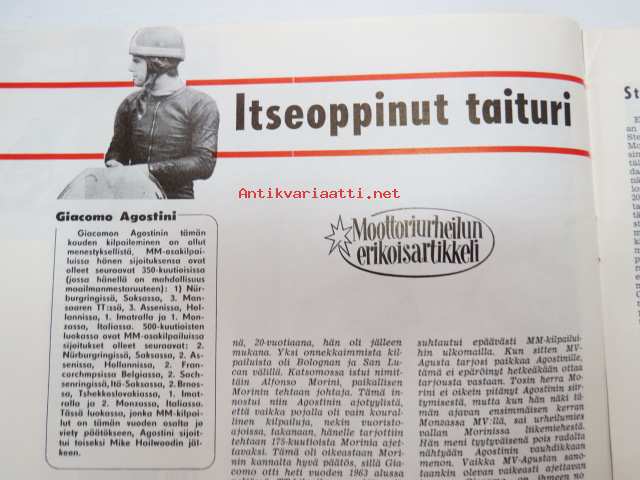 Itseoppinut taituri
Antikvariaatti.net
Giacomo Agostini
Giacomon Agostinin tämän
kauden kilpaileminen on ollut
menestyksellistä, MM-osakilpai-
luissa hänen sijoituksensa ovat
olleet seuraavat 350-kuutioisissa
(jossa hänellä on mahdollisuus
maailmanmestaruuteen): 1) Nür-
burgringissä, Saksassa, 3. Man-
saaren TT:ssä, 3. Assenissa, Hol-
lannissa, 1. Imatralla ja 1. Mon-
zassa, Italiassa. 500-kuutioisten
luokassa ovat MM-osakilpailuissa
sijoitukset olleet seuraavat: 2.
Nürburgringissä, Saksassa, 2. As-
senissa, Hollannissa, 2. Fran-
corchmpsissa Belgiassa, 2. Sach-
senringissä, Itä-Saksassa, 2. Brnos-
sa, Tshekkoslovakiassa, 1. Imat-
ralla ja 2. Monzassa, Italiassa.
Tässä luokassa, jonka MM-kilpai-
lut on tämän vuoden osalta jo
viety päätökseen, Agostini sijoit-
tui toiseksi Mike Hailwoodin jäl-
keen.
Moottoriurheilun
erikoisartikkeli
nä, 20-vuotiaana, hän oli jälleen
mukana. Yksi onnekkaimmista kil-
pailuista oli Bolognan ja San Lu-
can välillä. Katsomossa istui nimit-
täin Alfonso Morini, paikallisen
Morinin tehtaan johtaja. Tämä in-
nostui niin Agostinin ajotyylistä,
että vaikka pojalla oli vain koural-
linen kilpailuja, nekin vuoristo-
ajoissa, takanaan, hänelle tarjottiin
tehtaan 175-kuutioista Morinia ajet-
tavaksi. Tämä oli oikeastaan Mori-
nin kannalta hyvä päätös, sillä Gia-
como otti heti vuoden 1963 alussa
suhtautui epäävästi MM-kilpailui-
hin ulkomailla. Kun sitten MV-
Agusta tarjosi paikkaa Agostinille,
tämä ei epäröinyt hetkeäkään ottaa
tarjousta vastaan. Tosin herra Mo-
rini ei oikein pitänyt Agostinin siir-
tymisestä, mutta kun hän näki tä-
män ajavan ensimmäisen kerran
Monzassa MV:llä, sai urheilumies
vallan Morinissa liikemiehestä.
Hän meni tyytyväisenä pois radalta
nähtyään Agostinin vauhdikkaan
menon. Vaikka MV-Agustan sano-
taankin olevan vaikeasti ajettavan